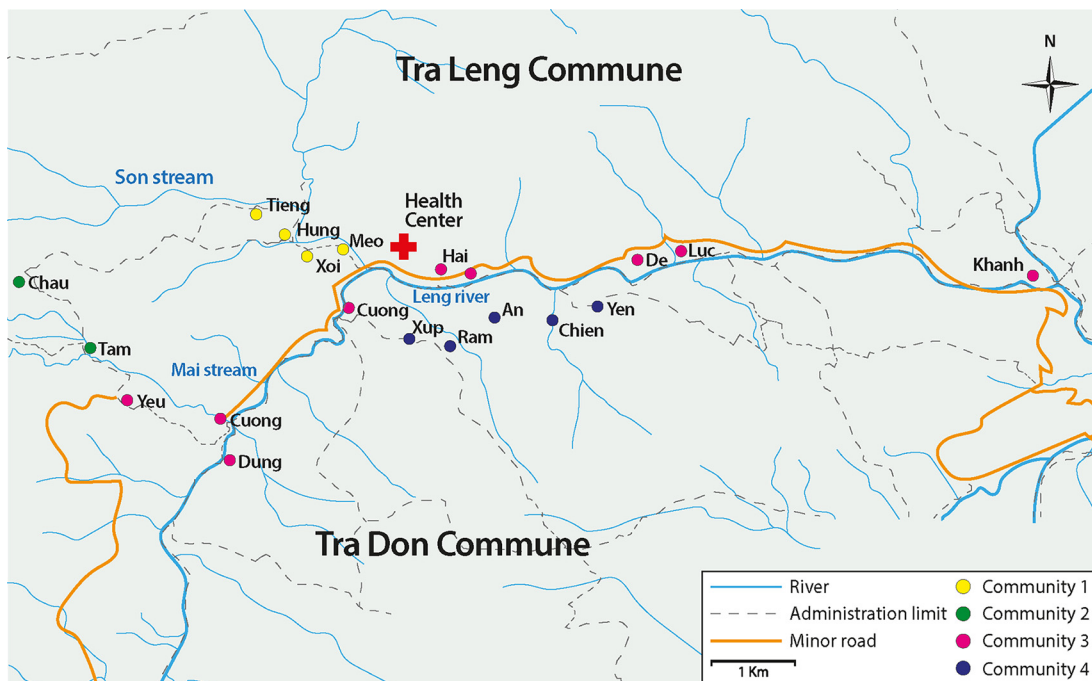 Tra Leng Commune
N
Son stream
Tieng
Health
Center
Hung
Meo
Xoi
Hai
De
Luc
Khanh
Chau
Leng river
Cuong
An
Yen
Xup
Ram
Chien
Tam
Mai stream
Yeu
Cuong
Dung
Tra Don Commune
River
Administration limit
Minor road
1 Km
Community 1
Community 2
Community 3
Community 4